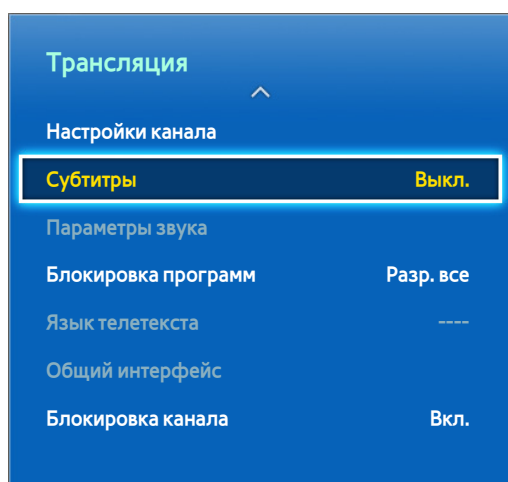 Трансляция
Настройки канала
Субтитры Выкл.
Параметры звука
Блокировка программ Разр. все
Язык телетекста ----
Общий интерфейс
Блокировка канала Вкл.